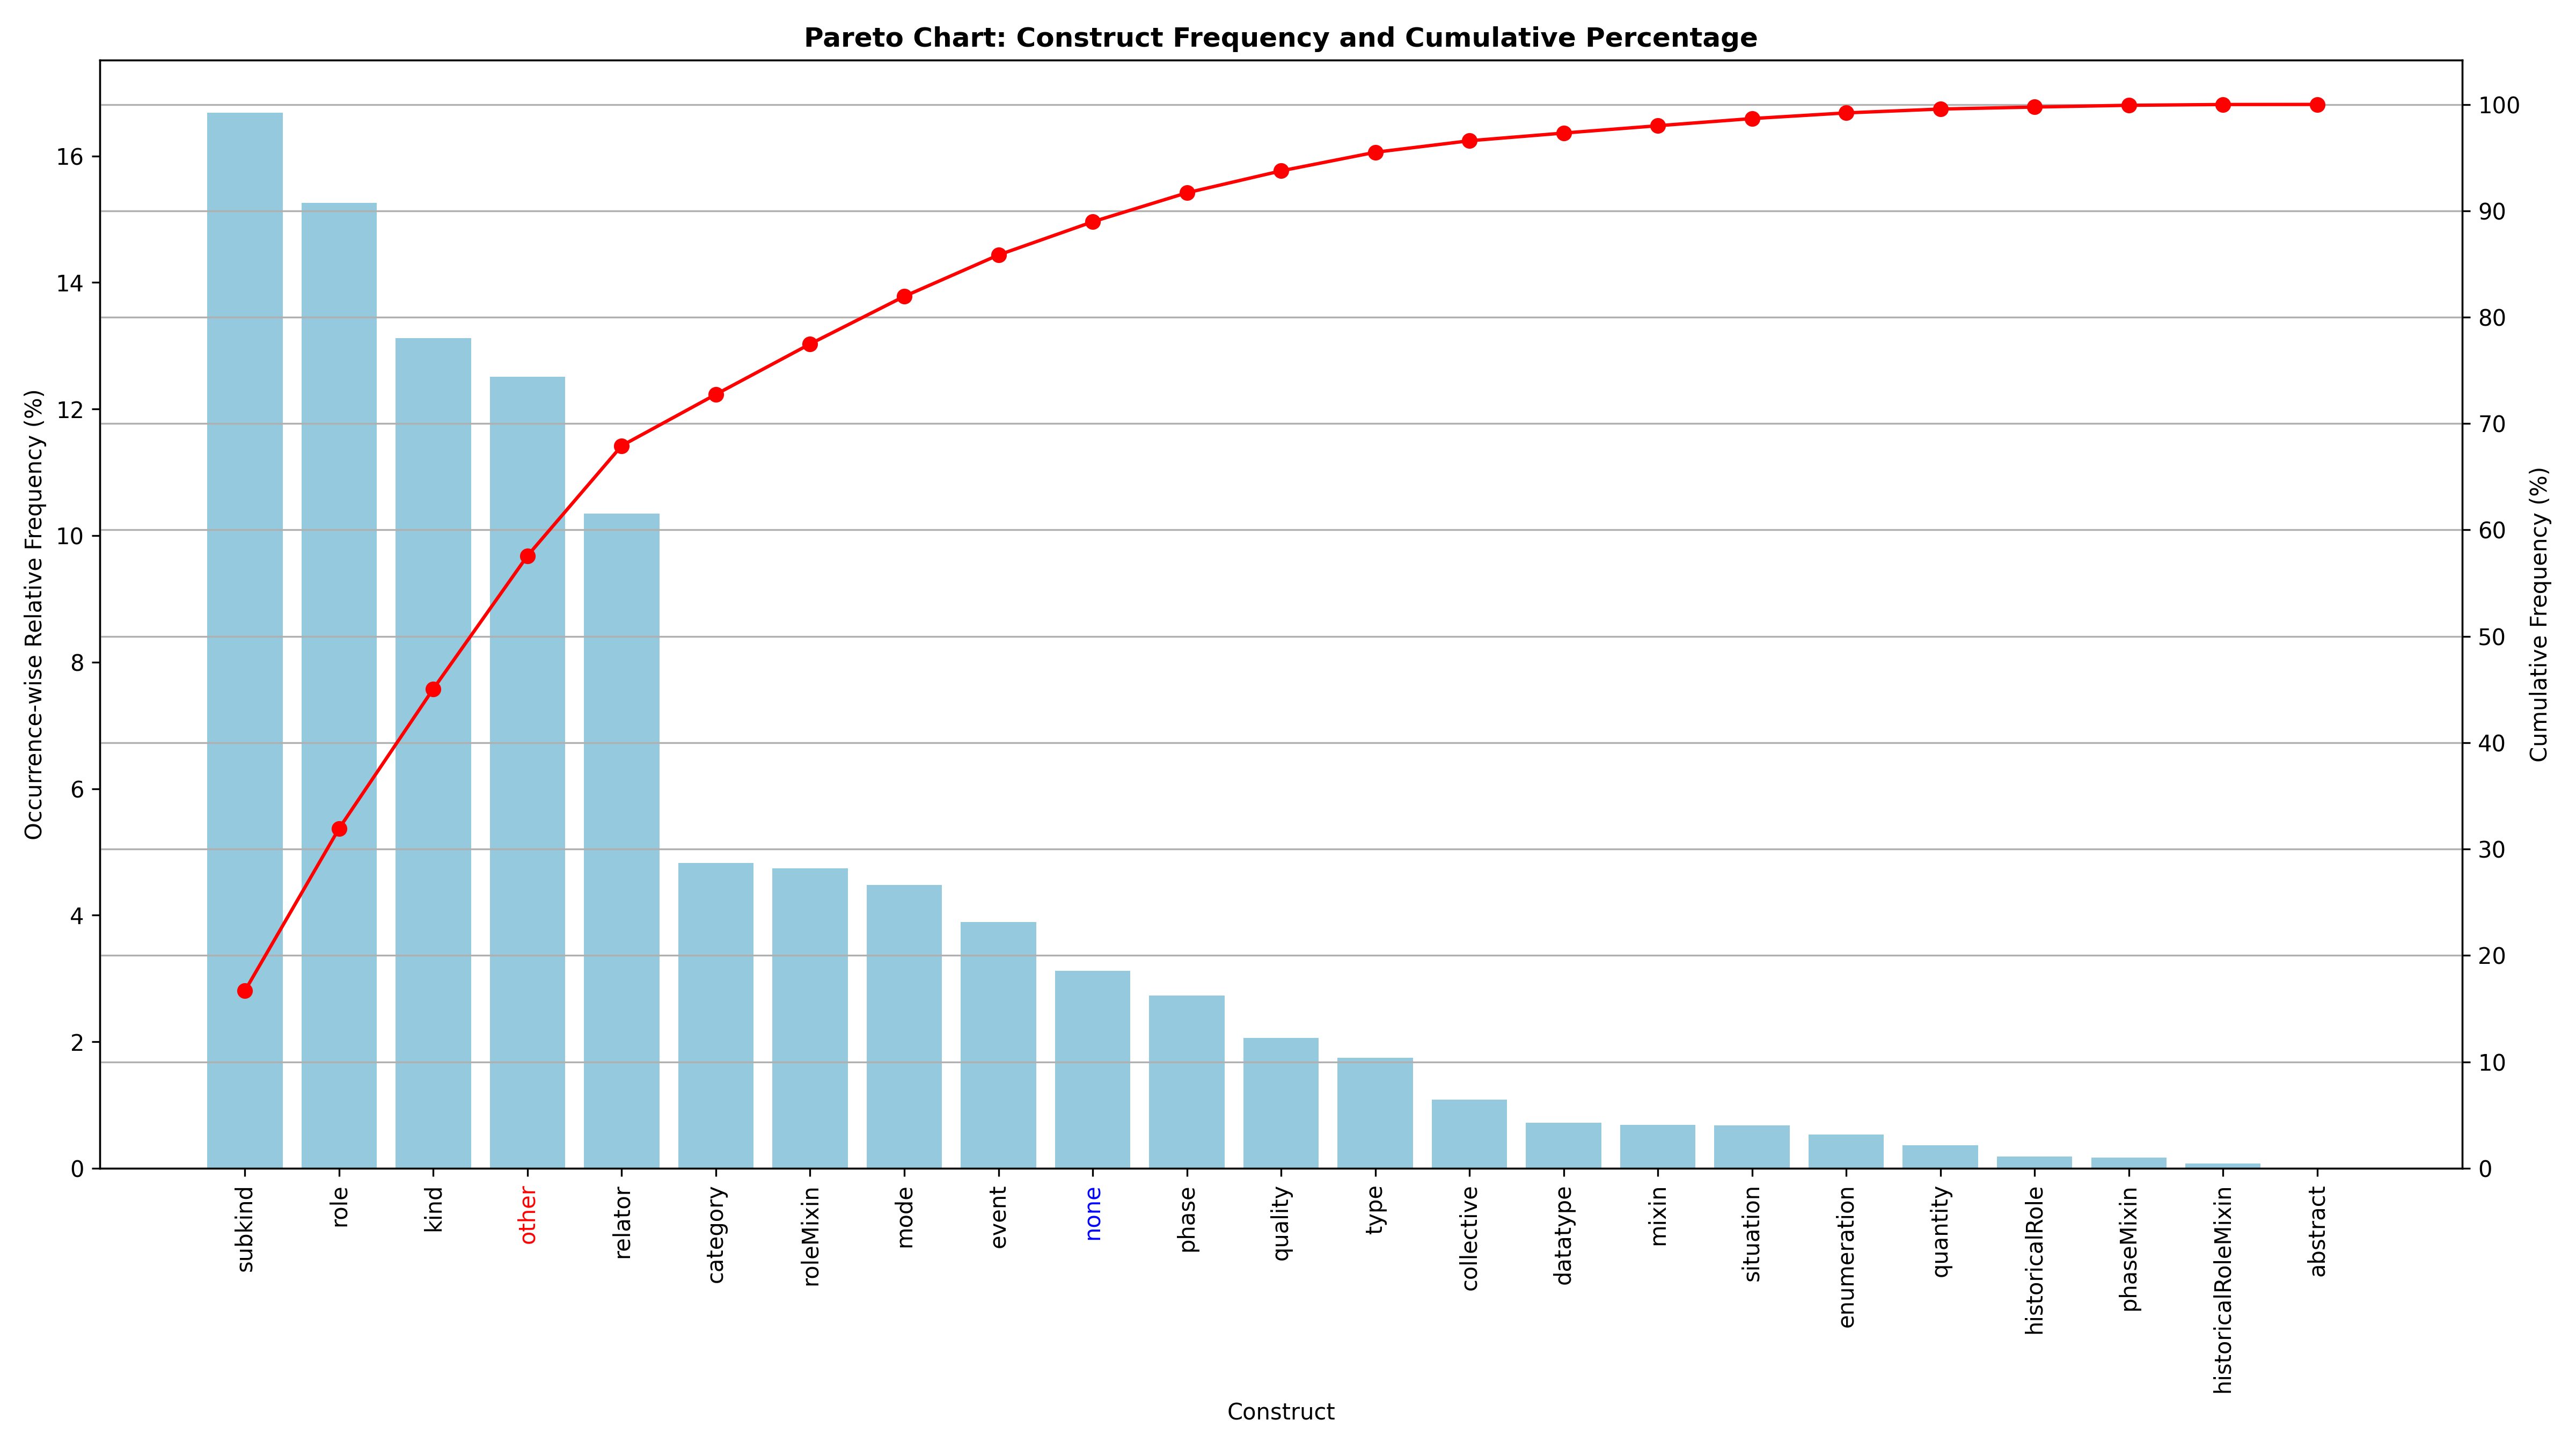 Pareto Chart: Construct Frequency and Cumulative Percentage
Occurrence-wise Relative Frequency (%)
16
14
12
10
8
6
4
2
0
100
90
80
70
60
50
40
30
20
10
0
Cumulative Frequency (%)
subkind
role
kind
other
relator
category
roleMixin
mode
event
none
phase
quality
type
collective
datatype
mixin
situation
enumeration
quantity
historicalRole
phaseMixin
historicalRoleMixin
abstract
Construct